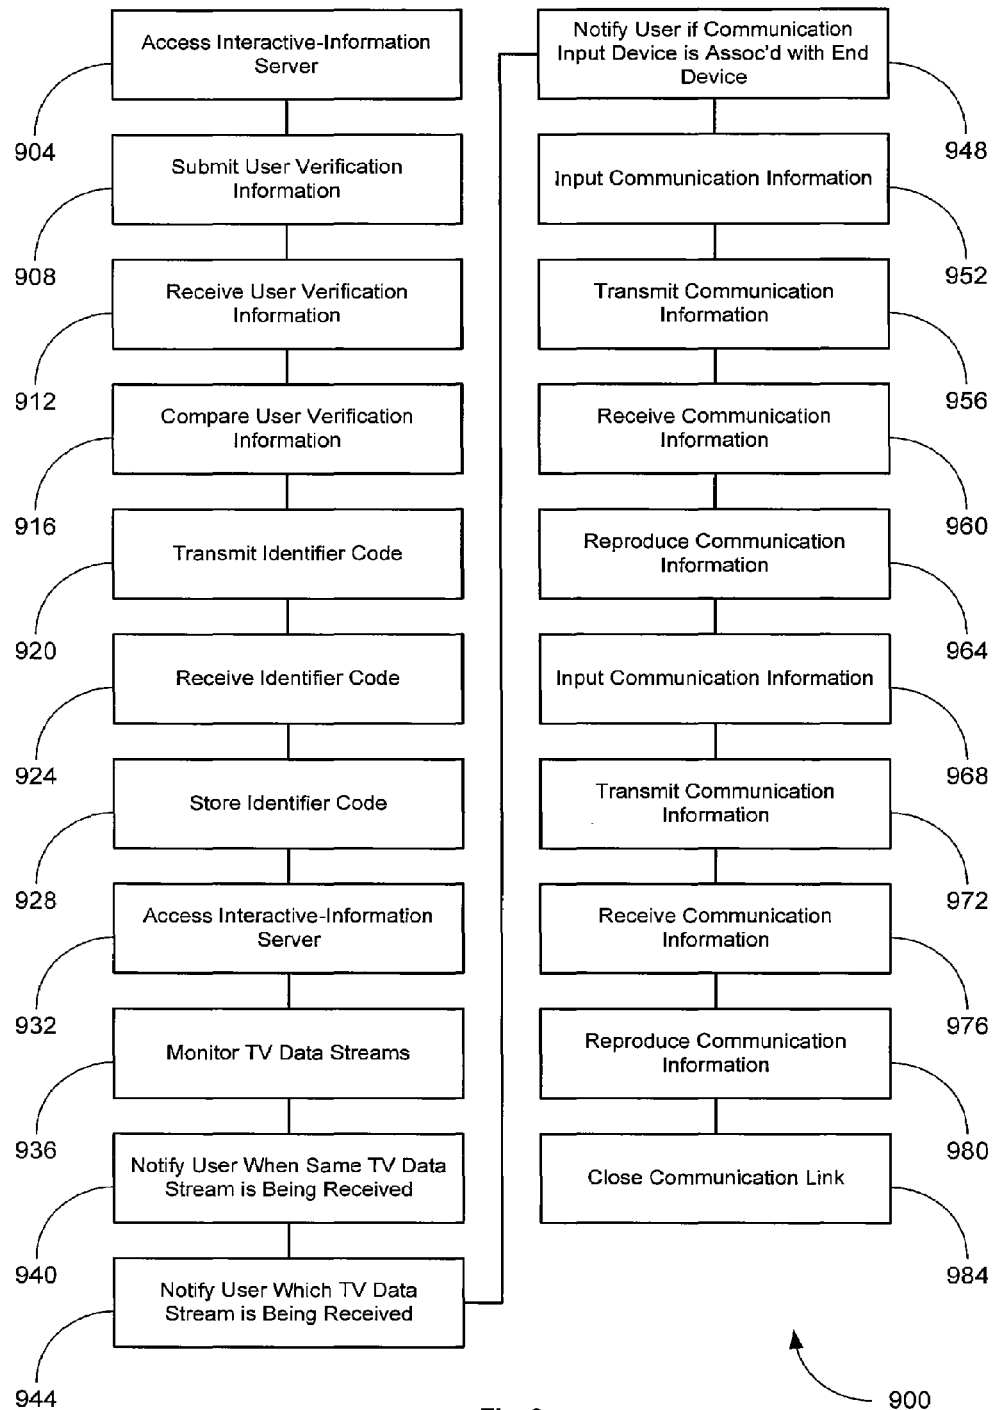 Access Interactive-Information
Server
904
Submit User Verification
Information
908
Receive User Verification
Information
912
Compare User Verification
Information
916
Transmit Identifier Code
920
Receive Identifier Code
924
Store Identifier Code
928
Access Interactive-Information
Server
932
Monitor TV Data Streams
936
Notify User When Same TV Data
Stream is Being Received
940
Notify User Which TV Data
Stream is Being Received
944
Notify User if Communication
Input Device is Assoc'd with End
Device
948
Input Communication Information
952
Transmit Communication
Information
956
Receive Communication
Information
960
Reproduce Communication
Information
964
Input Communication Information
968
Transmit Communication
Information
972
Receive Communication
Information
976
Reproduce Communication
Information
980
Close Communication Link
984
900